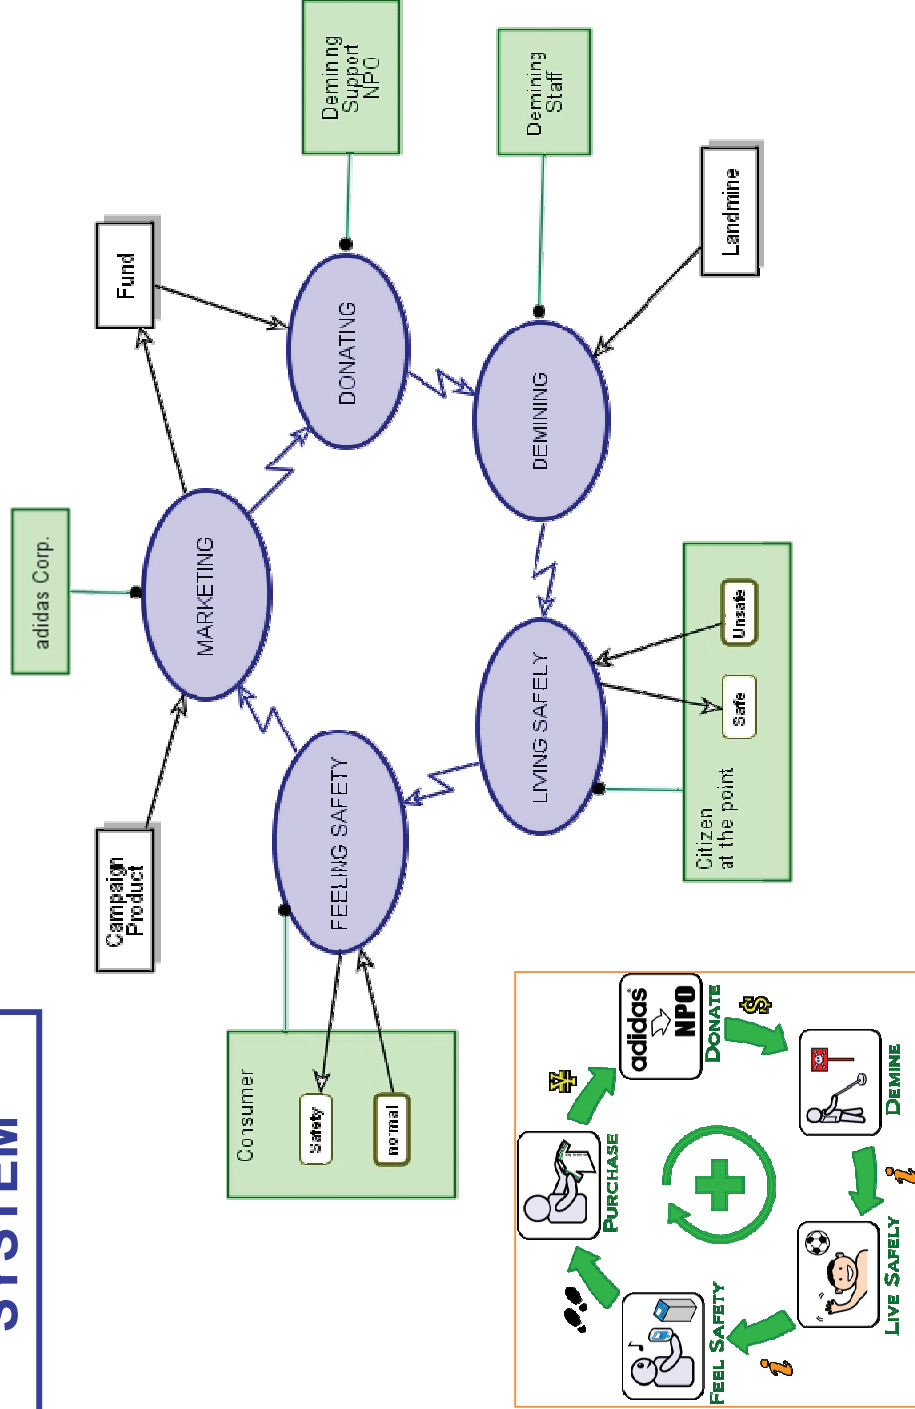 SYSTEM
Campaign
Product
adidas Corp.
Fund
Demining
Support
NPO
MARKETING
DONATING
Consumer
Safety
normal
FEELING SAFETY
DEMINING
Demining
Staff
LIVING SAFELY
Landmine
Citizen
at the point
Safe
Unsafe
PURCHASE
¥
adidas
NPO
DONATE
$
DEMINE
i
LIVE SAFELY
i
FEEL SAFETY